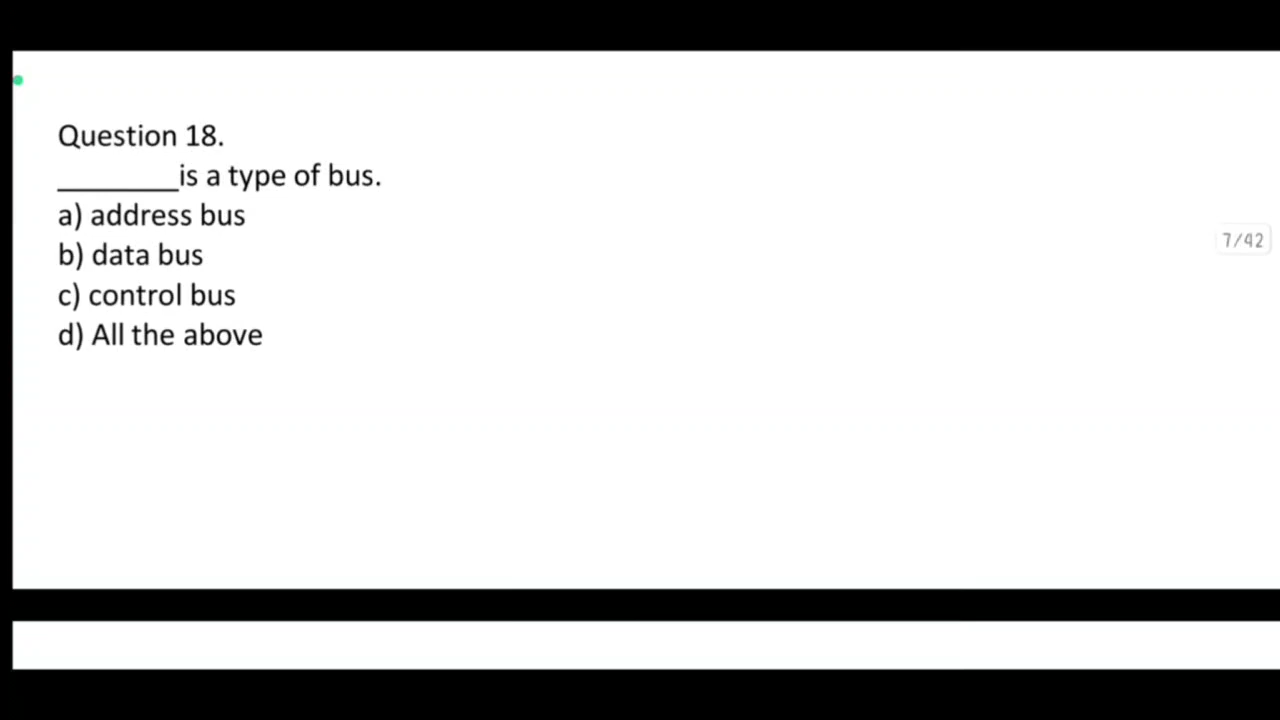 Question 18.
________is a type of bus.
a) address bus
b) data bus
c) control bus
d) All the above
7/42